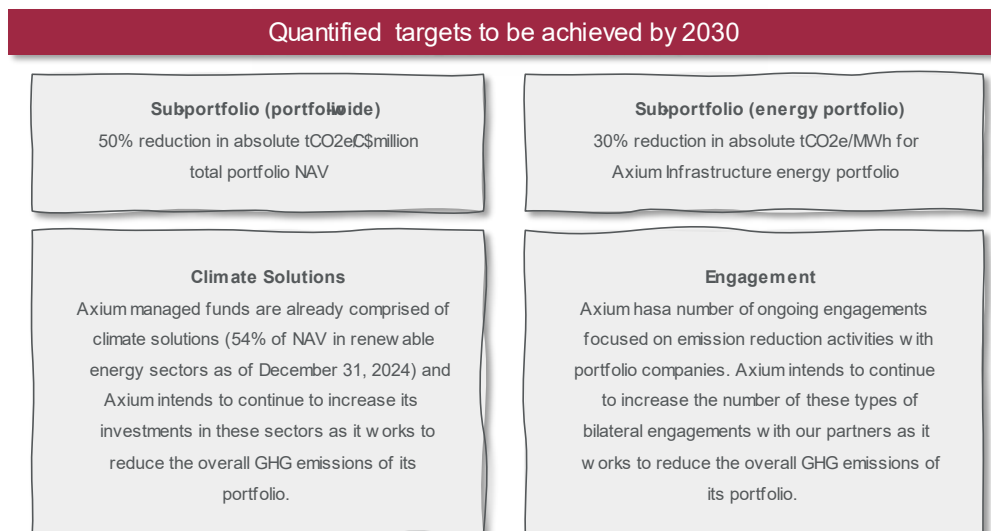 Quantified targets to be achieved by 2030
Sub-portfolio (portfolio-wide)
50% reduction in absolute tCO2e/C$million
total portfolio NAV
Sub-portfolio (energy portfolio)
30% reduction in absolute tCO2e/MWh for
Axium Infrastructure energy portfolio
Climate Solutions
Axium managed funds are already comprised of
climate solutions (54% of NAV in renewable
energy sectors as of December 31, 2024) and
Axium intends to continue to increase its
investments in these sectors as it works to
reduce the overall GHG emissions of its
portfolio.
Engagement
Axium has a number of ongoing engagements
focused on emission reduction activities with
portfolio companies. Axium intends to continue
to increase the number of these types of
bilateral engagements with our partners as it
works to reduce the overall GHG emissions of
its portfolio.